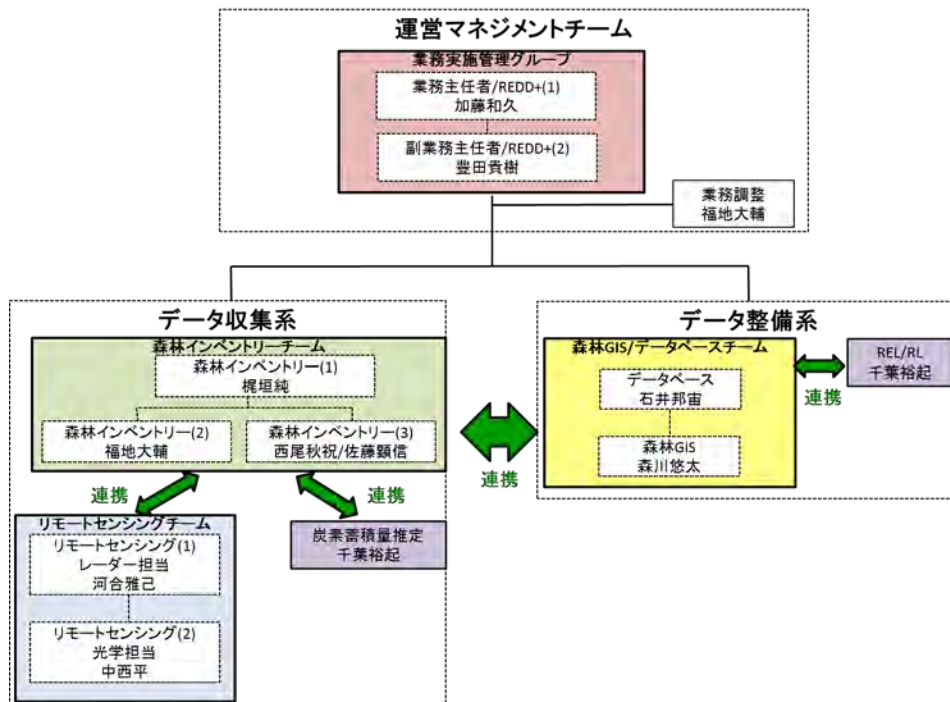 運営マネジメントチーム
業務実施管理グループ
業務主任者/REDD+(1)
加藤和久
副業務主任者/REDD+(2)
豊田貴樹
業務調整
福地大輔
データ収集系
森林インベントリーチーム
森林インベントリー(1)
梶垣純
森林インベントリー(2)
福地大輔
森林インベントリー(3)
西尾秋祝/佐藤顕信
連携
連携
リモートセンシングチーム
リモートセンシング(1)
レーダー担当
河合雅己
リモートセンシング(2)
光学担当
中西平
炭素蓄積量推定
千葉裕起
連携
データ整備系
森林GIS/データベースチーム
データベース
石井邦宙
森林GIS
森川悠太
REL/RL
千葉裕起
連携